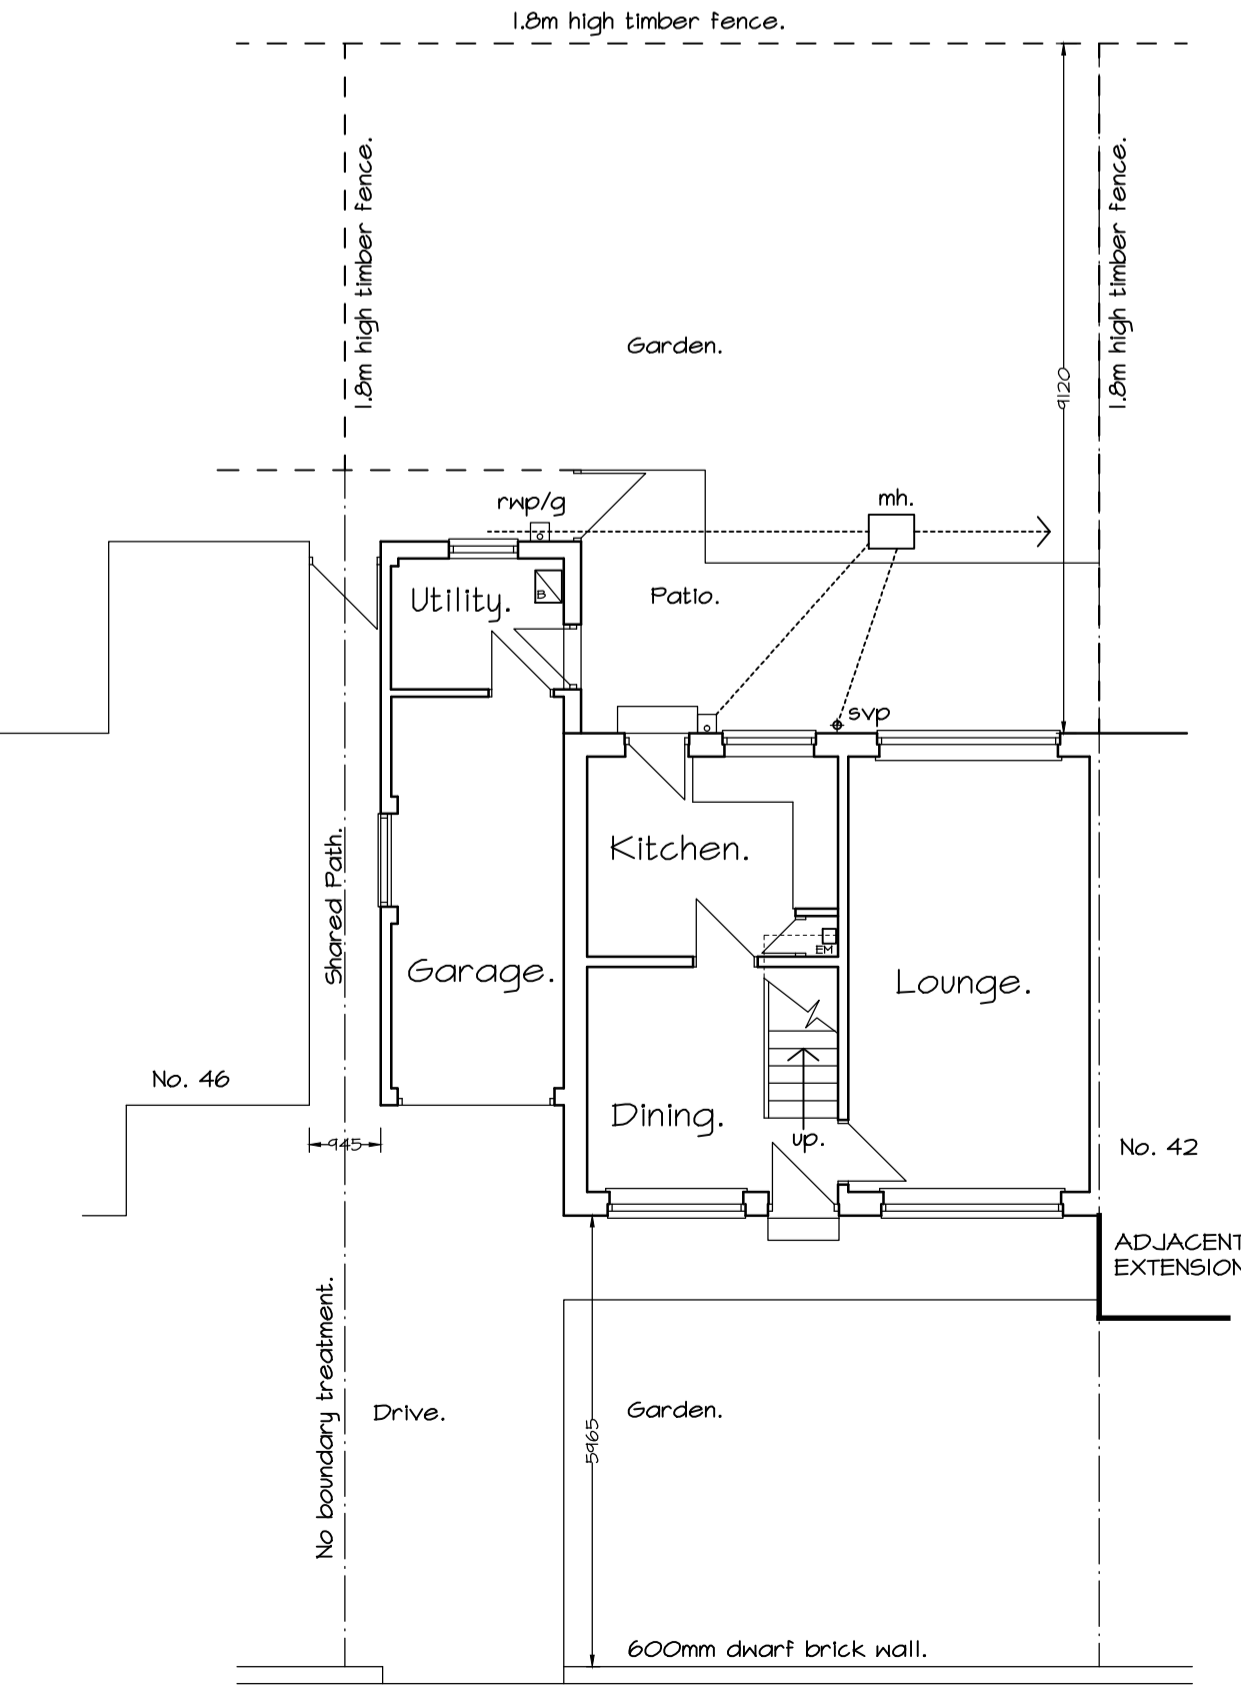 1.8m high timber fence.
1.8m high timber fence.
1.8m high timber fence.
Garden.
9120
rwp/g
mh.
Utility.
B
Patio.
svp
Kitchen.
Shared Path.
EM
Garage.
Lounge.
No. 46
Dining.
up.
945
No. 42
ADJACENT
EXTENSION
No boundary treatment.
Drive.
Garden.
5965
600mm dwarf brick wall.